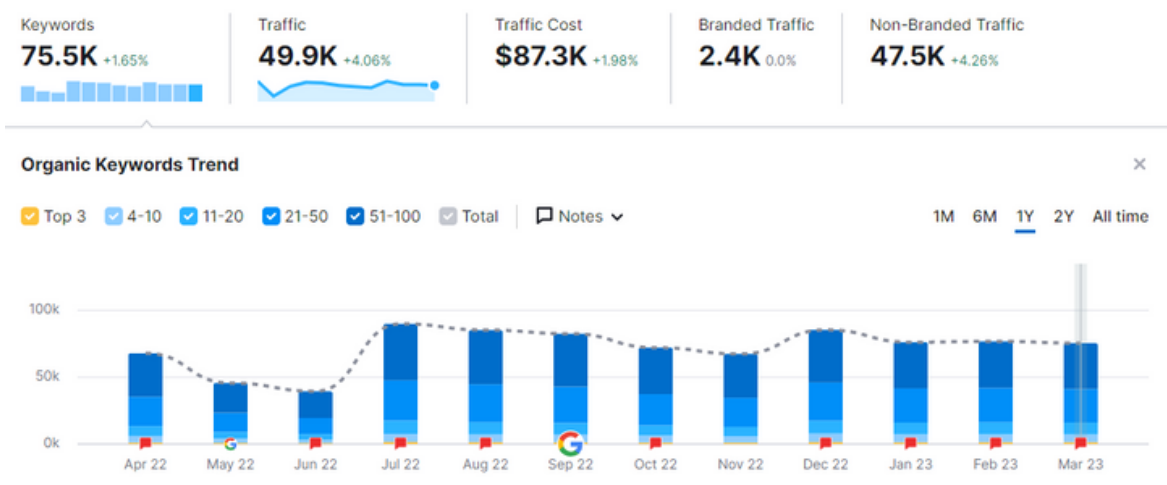 Keywords
75.5K +1.65%
Traffic
49.9K +4.06%
Traffic Cost
$87.3K +1.98%
Branded Traffic
2.4K 0.0%
Non-Branded Traffic
47.5K +4.26%
Organic Keywords Trend
Top 3 4-10 11-20 21-50 51-100 Total Notes 1M 6M 1Y 2Y All time
100k
50k
0k
Apr 22 May 22 Jun 22 Jul 22 Aug 22 Sep 22 Oct 22 Nov 22 Dec 22 Jan 23 Feb 23 Mar 23